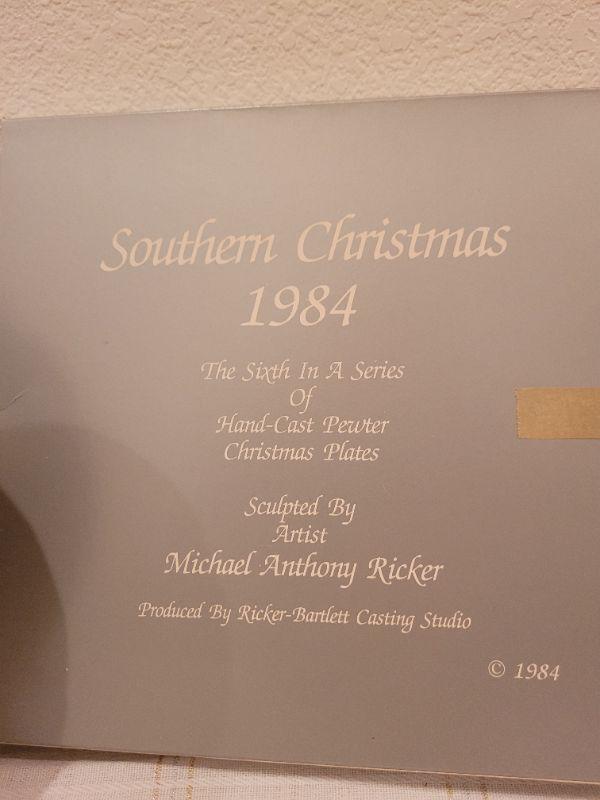 Southern Christmas
1984
The Sixth In A Series
Of
Hand-Cast Pewter
Christmas Plates
Sculpted By
Artist
Michael Anthony Ricker
Produced By Ricker-Bartlett Casting Studio
© 1984